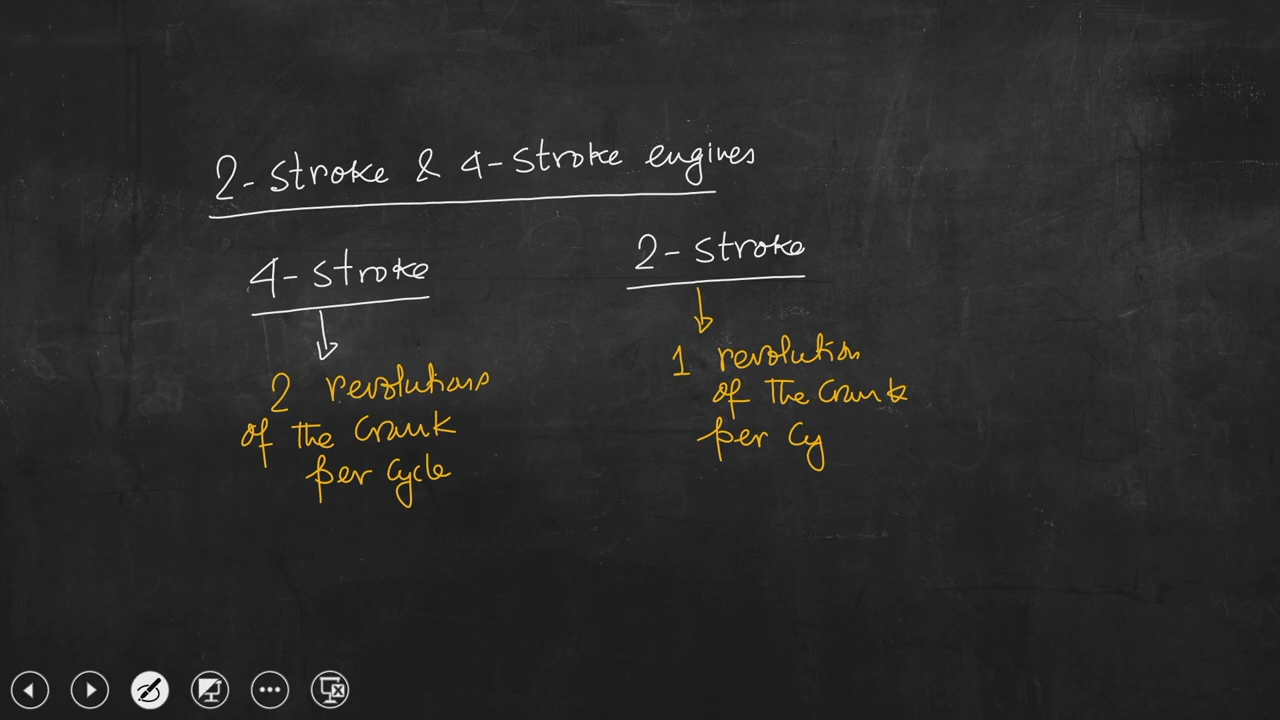 2-stroke & 4-stroke engines
4-stroke
2 revolutions
of the crank
per cycle
2-stroke
1 revolution
of the crank
per cy